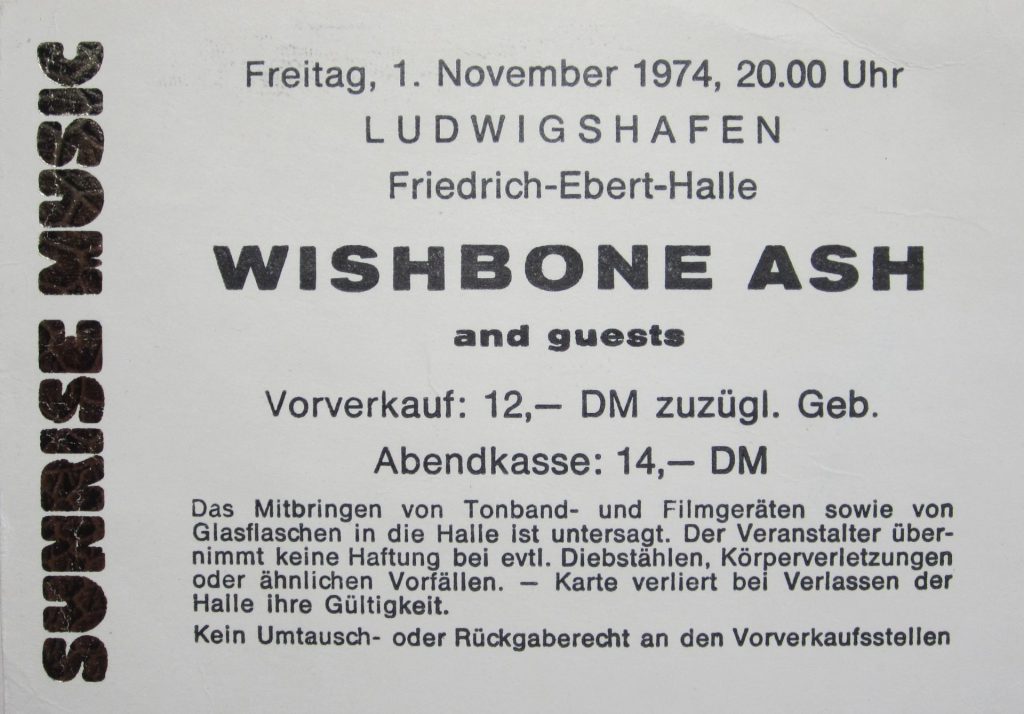 SUNRISE MUSIC
Freitag, 1. November 1974, 20.00 Uhr
LUDWIGSHAFEN
Friedrich-Ebert-Halle
WISHBONE ASH
and guests
Vorverkauf: 12,— DM zuzügl. Geb.
Abendkasse: 14,— DM
Das Mitbringen von Tonband- und Filmgeräten sowie von
Glasflaschen in die Halle ist untersagt. Der Veranstalter über-
nimmt keine Haftung bei evtl. Diebstählen, Körperverletzungen
oder ähnlichen Vorfällen. — Karte verliert bei Verlassen der
Halle ihre Gültigkeit.
Kein Umtausch- oder Rückgaberecht an den Vorverkaufsstellen